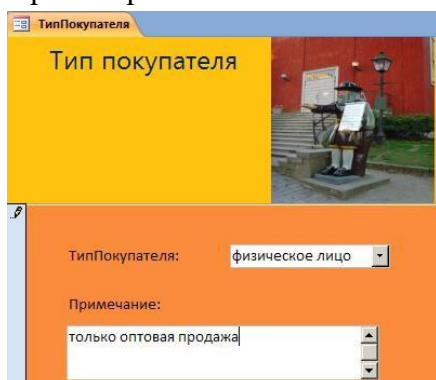 ТипПокупателя
Тип покупателя
ТипПокупателя:
физическое лицо
Примечание:
только оптовая продажа